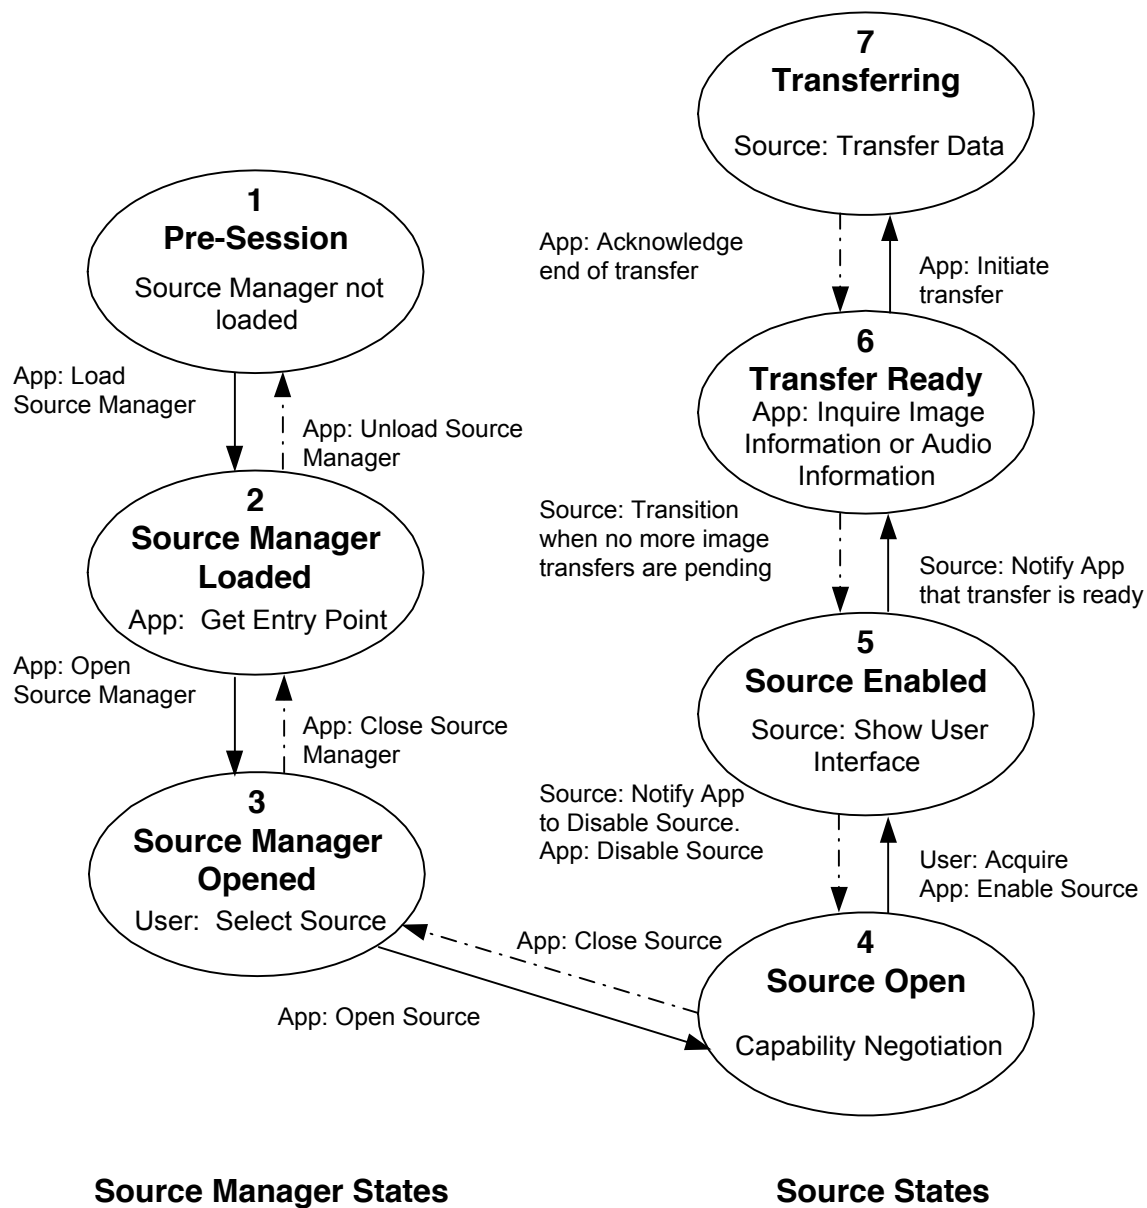 1
Pre-Session
Source Manager not
loaded
App: Load
Source Manager
App: Unload Source
Manager
2
Source Manager
Loaded
App:  Get Entry Point
App: Open
Source Manager
App: Close Source
Manager
3
Source Manager
Opened
User:  Select Source
App: Close Source
App: Open Source
Source Manager States
7
Transferring
Source: Transfer Data
App: Acknowledge
end of transfer
App: Initiate
transfer
6
Transfer Ready
App: Inquire Image
Information or Audio
Information
Source: Transition
when no more image
transfers are pending
Source: Notify App
that transfer is ready
5
Source Enabled
Source: Show User
Interface
Source: Notify App
to Disable Source.
App: Disable Source
User: Acquire
App: Enable Source
4
Source Open
Capability Negotiation
Source States